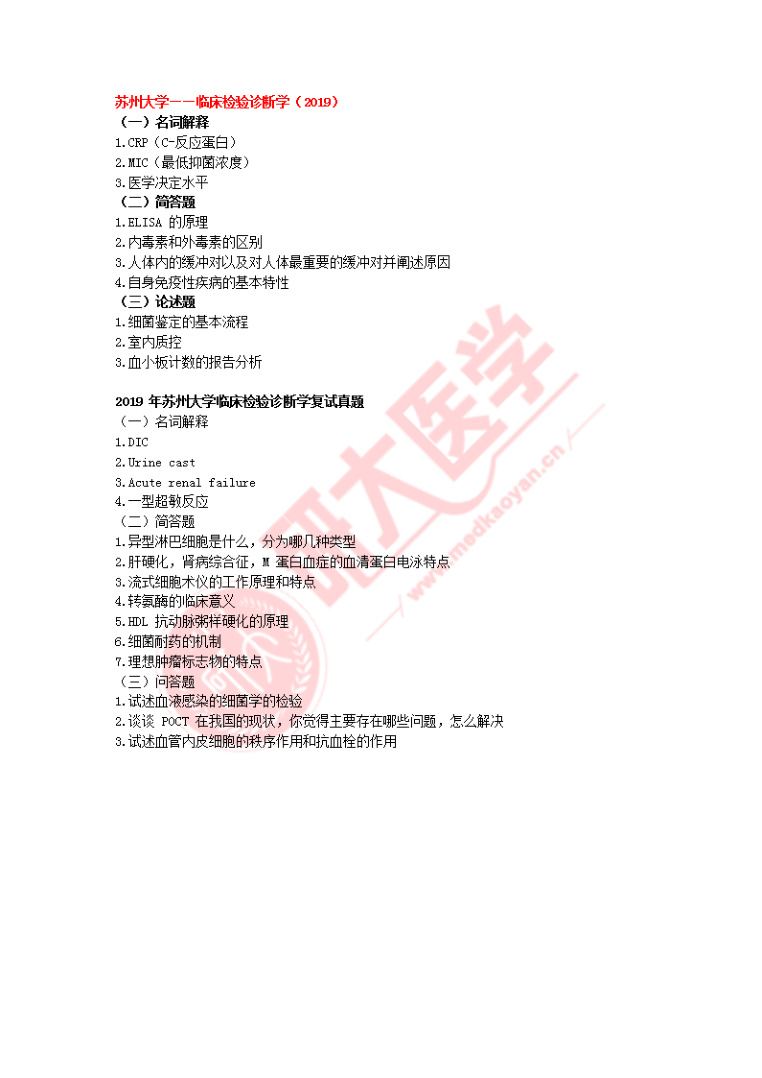 苏州大学——临床检验诊断学（2019）
（一）名词解释
1.CRP（C-反应蛋白）
2.MIC（最低抑菌浓度）
3.医学决定水平
（二）简答题
1.ELISA 的原理
2.内毒素和外毒素的区别
3.人体内的缓冲对以及对人体最重要的缓冲对并阐述原因
4.自身免疫性疾病的基本特性
（三）论述题
1.细菌鉴定的基本流程
2.室内质控
3.血小板计数的报告分析
2019 年苏州大学临床检验诊断学复试真题
（一）名词解释
1.DIC
2.Urine cast
3.Acute renal failure
4.一型超敏反应
（二）简答题
1.异型淋巴细胞是什么，分为哪几种类型
2.肝硬化，肾病综合征，M 蛋白血症的血清蛋白电泳特点
3.流式细胞术仪的工作原理和特点
4.转氨酶的临床意义
5.HDL 抗动脉粥样硬化的原理
6.细菌耐药的机制
7.理想肿瘤标志物的特点
（三）问答题
1.试述血液感染的细菌学的检验
2.谈谈 POCT 在我国的现状，你觉得主要存在哪些问题，怎么解决
3.试述血管内皮细胞的秩序作用和抗血栓的作用
研大医学
www.medkaoyan.cn